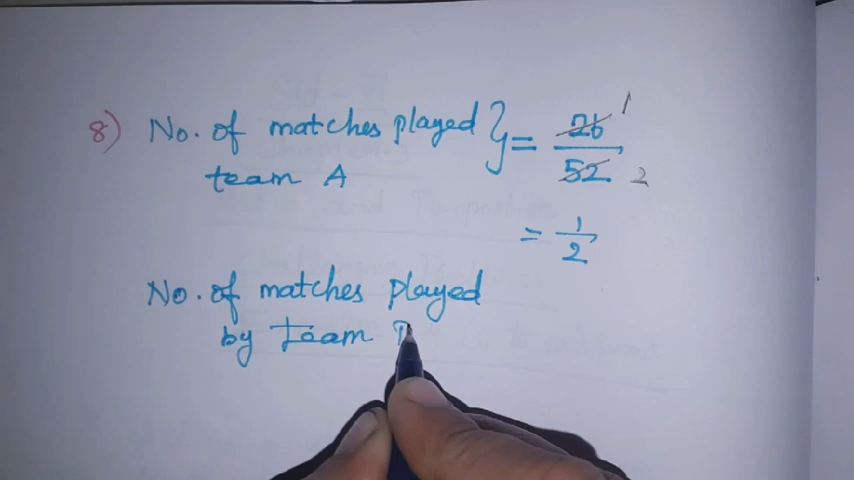 8) No. of matches played } = 26/52 1 2
team A
= 1/2
No. of matches played
by team